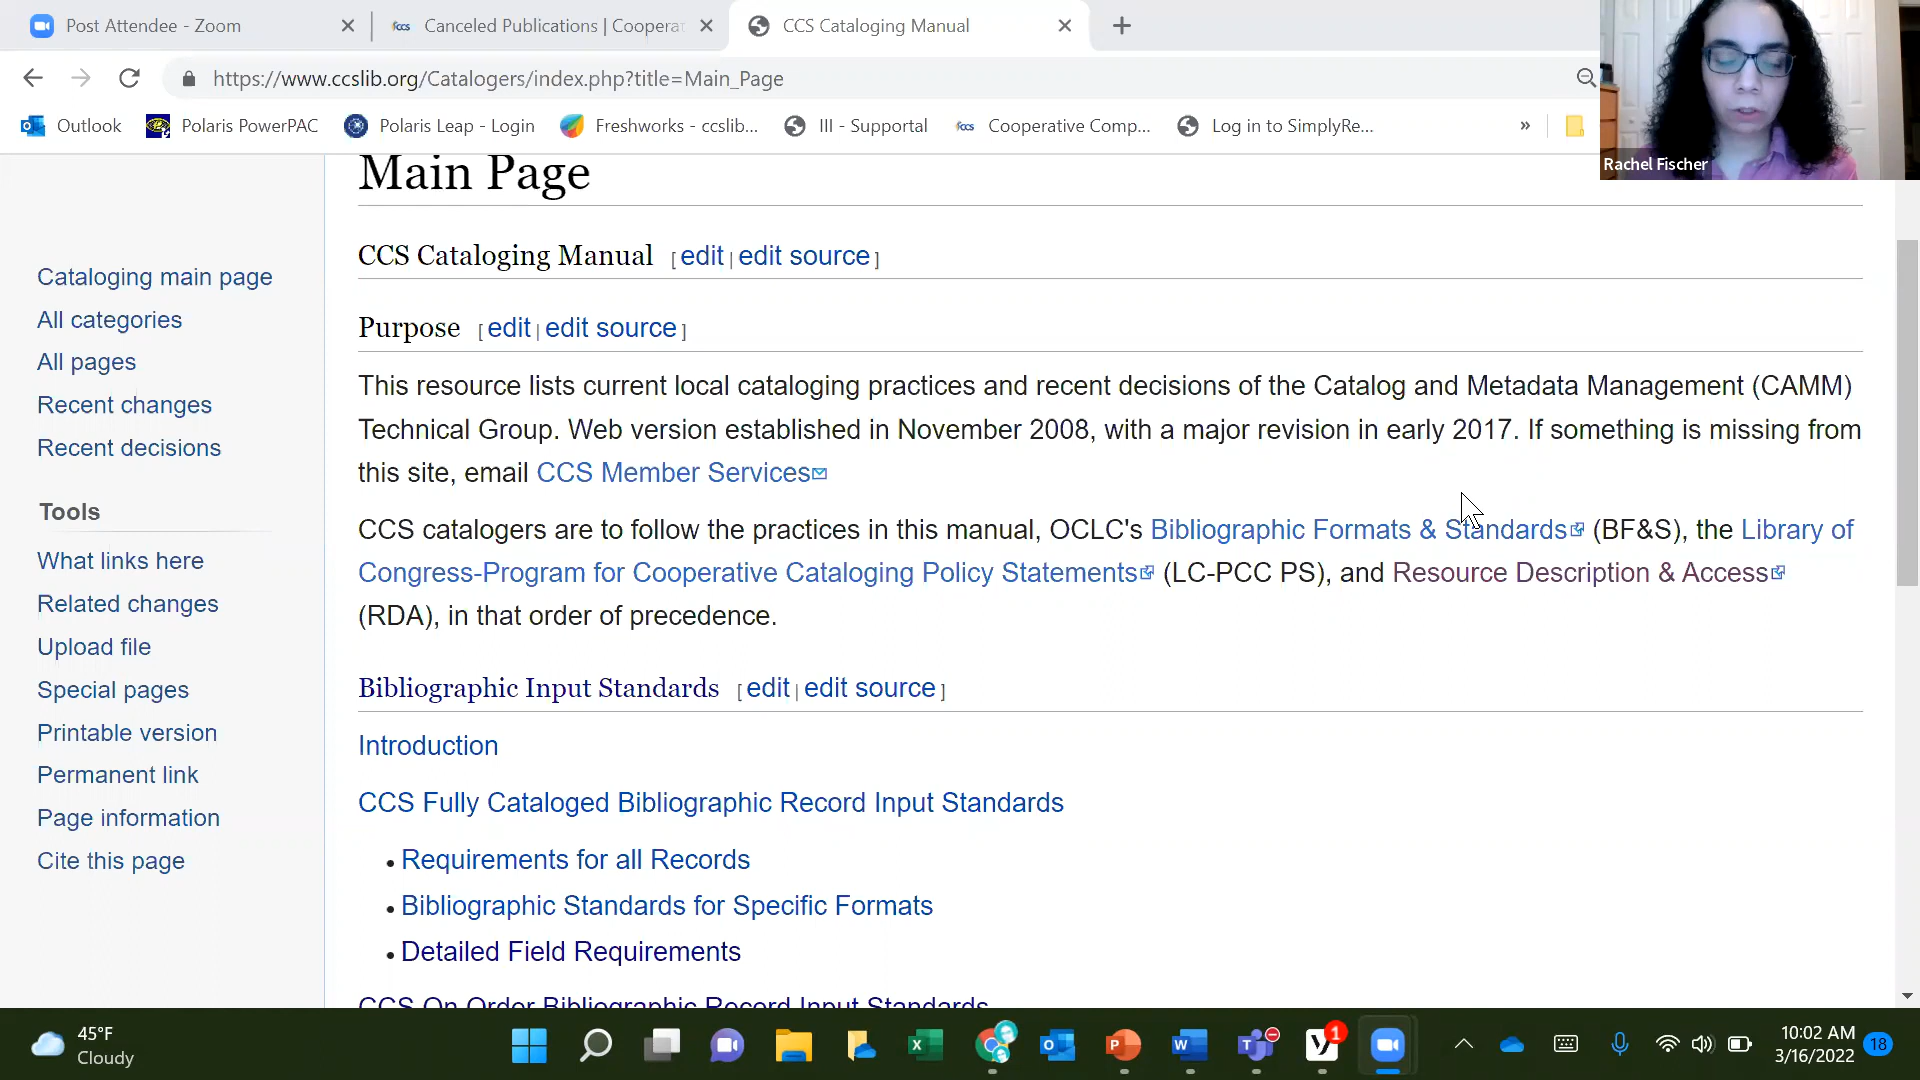 Post Attendee - Zoom
Canceled Publications | Coopera
CCS Cataloging Manual
https://www.ccslib.org/Catalogers/index.php?title=Main_Page
Outlook
Polaris PowerPAC
Polaris Leap - Login
Freshworks - ccslib...
III - Supportal
ccs
Cooperative Comp...
Log in to SimplyRe...
»
Rachel Fischer
Main Page
CCS Cataloging Manual [ edit | edit source ]
Purpose [ edit | edit source ]
This resource lists current local cataloging practices and recent decisions of the Catalog and Metadata Management (CAMM)
Technical Group. Web version established in November 2008, with a major revision in early 2017. If something is missing from
this site, email CCS Member Services
CCS catalogers are to follow the practices in this manual, OCLC's Bibliographic Formats & Standards (BF&S), the Library of
Congress-Program for Cooperative Cataloging Policy Statements (LC-PCC PS), and Resource Description & Access
(RDA), in that order of precedence.
Bibliographic Input Standards [ edit | edit source ]
Introduction
CCS Fully Cataloged Bibliographic Record Input Standards
• Requirements for all Records
• Bibliographic Standards for Specific Formats
• Detailed Field Requirements
CCS On Order Bibliographic Record Input Standards
Cataloging main page
All categories
All pages
Recent changes
Recent decisions
Tools
What links here
Related changes
Upload file
Special pages
Printable version
Permanent link
Page information
Cite this page
45°F
Cloudy
1
10:02 AM
3/16/2022
18